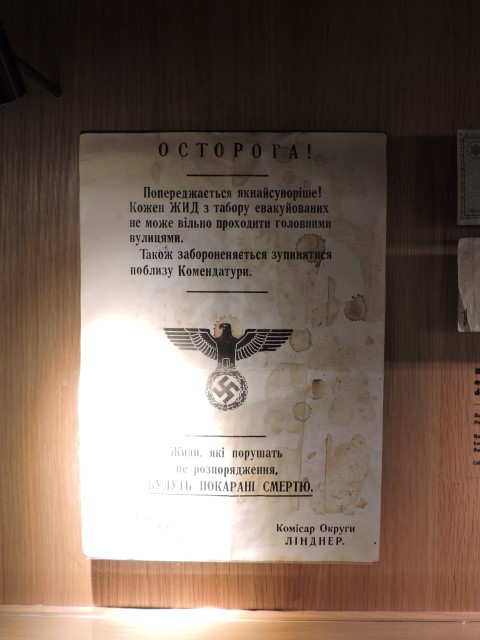 ОСТОРОГА!
Попереджається якнайсуворіше!
Кожен ЖИД з табору евакуйованих
не може вільно проходити головними
вулицями.
Також забороненяється зупинятися
поблизу Комендатури.
Жиди, які порушать
це розпорядження,
БУДУТЬ ПОКАРАНІ СМЕРТЮ.
Комісар Округи
ЛІНДНЕР.